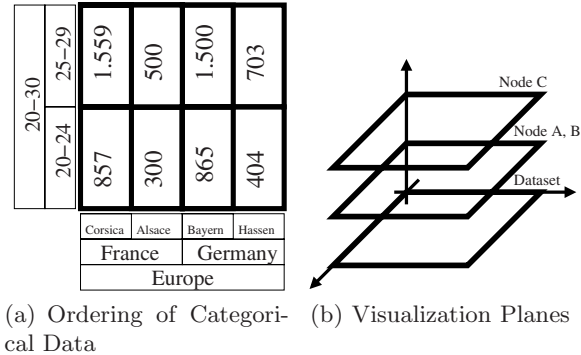 20–30
25–29
1.559
500
1.500
703
20–24
857
300
865
404
Corsica
Alsace
Bayern
Hassen
France
Germany
Europe
Node C
Node A, B
Dataset
(a) Ordering of Categori-
cal Data
(b) Visualization Planes